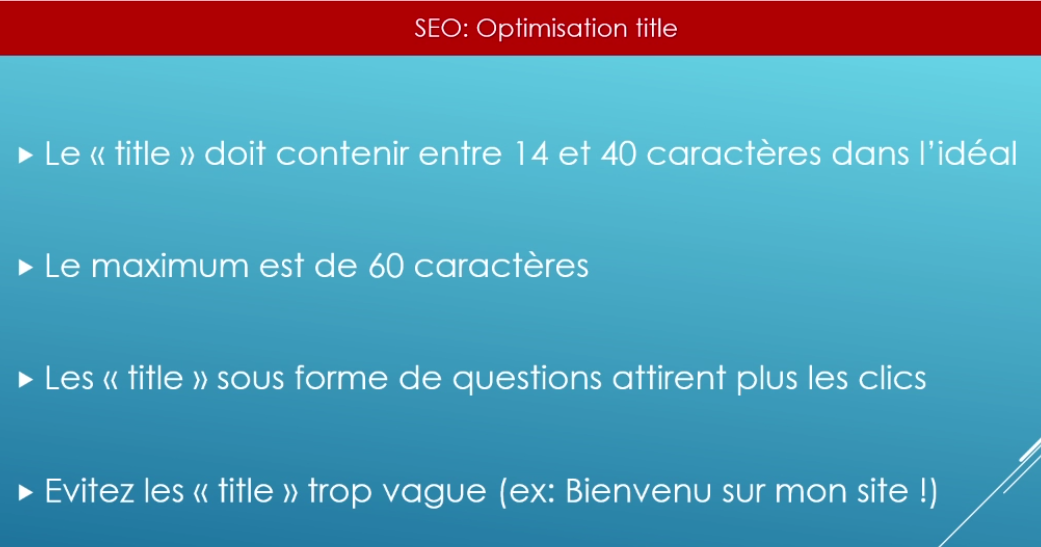 SEO: Optimisation title
Le « title » doit contenir entre 14 et 40 caractères dans l'idéal
Le maximum est de 60 caractères
Les « title » sous forme de questions attirent plus les clics
Evitez les « title » trop vague (ex: Bienvenu sur mon site !)